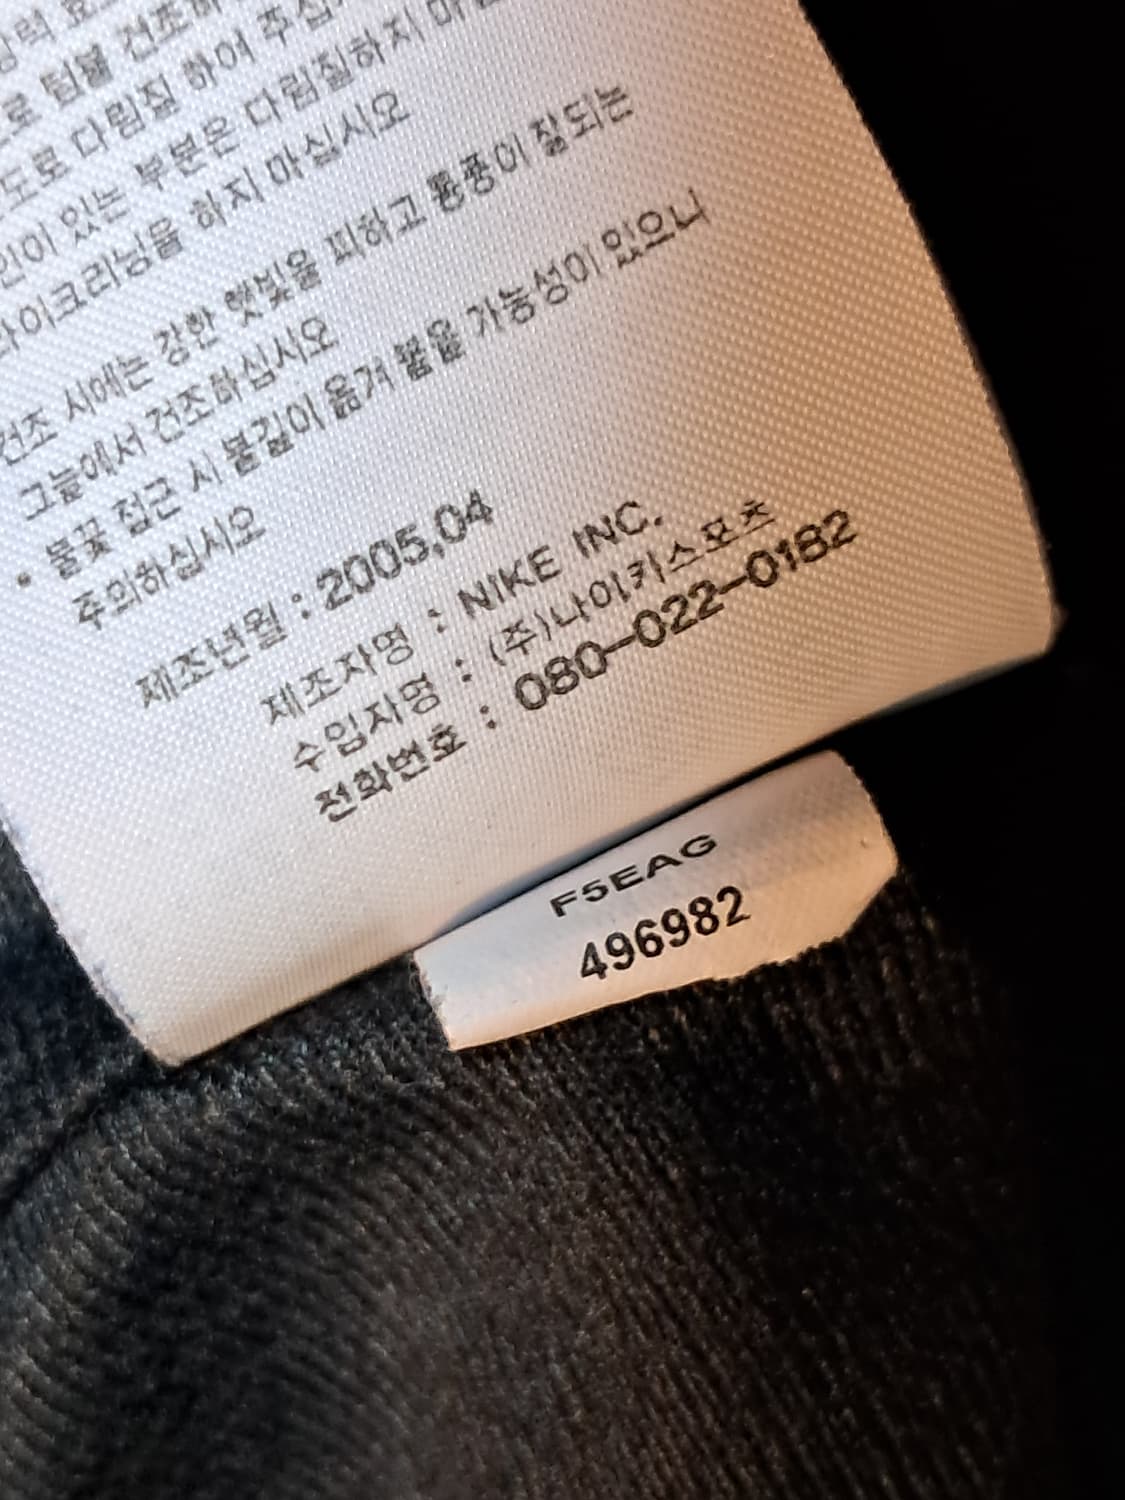 로 텀블 건조하
도로 다림질 하여 주십
인이 있는 부분은 다림질하지 마
라이크리닝을 하지 마십시오
건조 시에는 강한 햇빛을 피하고 통풍이 잘되는
그늘에서 건조하십시오
• 불꽃 접근 시 불길이 옮겨 붙을 가능성이 있으니
주의하십시오
제조년월 : 2005.04
제조자명 : NIKE INC.
수입자명 : (주)나이키스포츠
전화번호 : 080-022-0182
F5EAG
496982